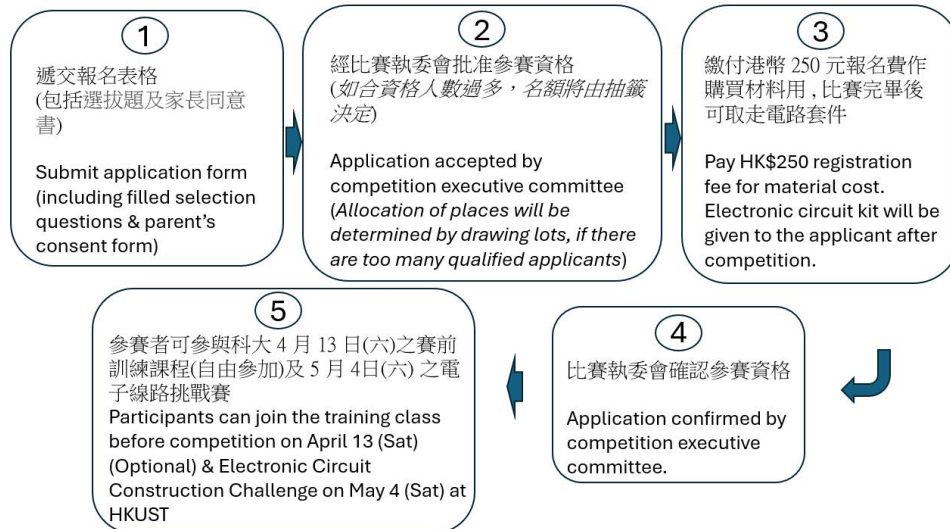 1
遞交報名表格
(包括選拔題及家長同意
書)
Submit application form
(including filled selection
questions & parent's
consent form)
2
經比賽執委會批准參賽資格
(如合資格人數過多，名額將由抽籤
決定)
Application accepted by
competition executive committee
(Allocation of places will be
determined by drawing lots, if there
are too many qualified applicants)
3
繳付港幣 250 元報名費作
購買材料用 , 比賽完畢後
可取走電路套件
Pay HK$250 registration
fee for material cost.
Electronic circuit kit will be
given to the applicant after
competition.
4
比賽執委會確認參賽資格
Application confirmed by
competition executive
committee.
5
參賽者可參與科大 4 月 13 日(六)之賽前
訓練課程(自由參加)及 5 月 4日(六) 之電
子線路挑戰賽
Participants can join the training class
before competition on April 13 (Sat)
(Optional) & Electronic Circuit
Construction Challenge on May 4 (Sat) at
HKUST